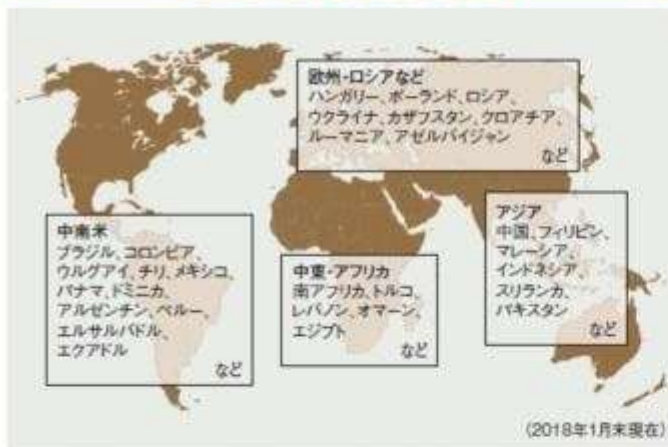 欧州・ロシアなど
ハンガリー、ポーランド、ロシア、
ウクライナ、カザフスタン、クロアチア、
ルーマニア、アゼルバイジャン
など
中南米
ブラジル、コロンビア、
ウルグアイ、チリ、メキシコ、
パナマ、ドミニカ、
アルゼンチン、ペルー、
エルサルバドル、
エクアドル
など
中東・アフリカ
南アフリカ、トルコ、
レバノン、オマーン、
エジプト
など
アジア
中国、フィリピン、
マレーシア、
インドネシア、
スリランカ、
パキスタン
など
（2018年1月末現在）